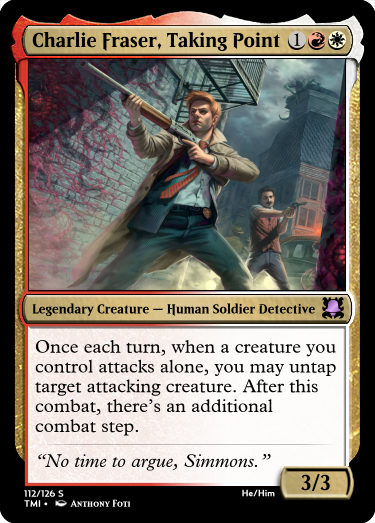 Charlie Fraser, Taking Point 1
Legendary Creature — Human Soldier Detective
Once each turn, when a creature you
control attacks alone, you may untap
target attacking creature. After this
combat, there's an additional
combat step.
“No time to argue, Simmons.”
3/3
112/126 S He/Him
TMI • Anthony Foti